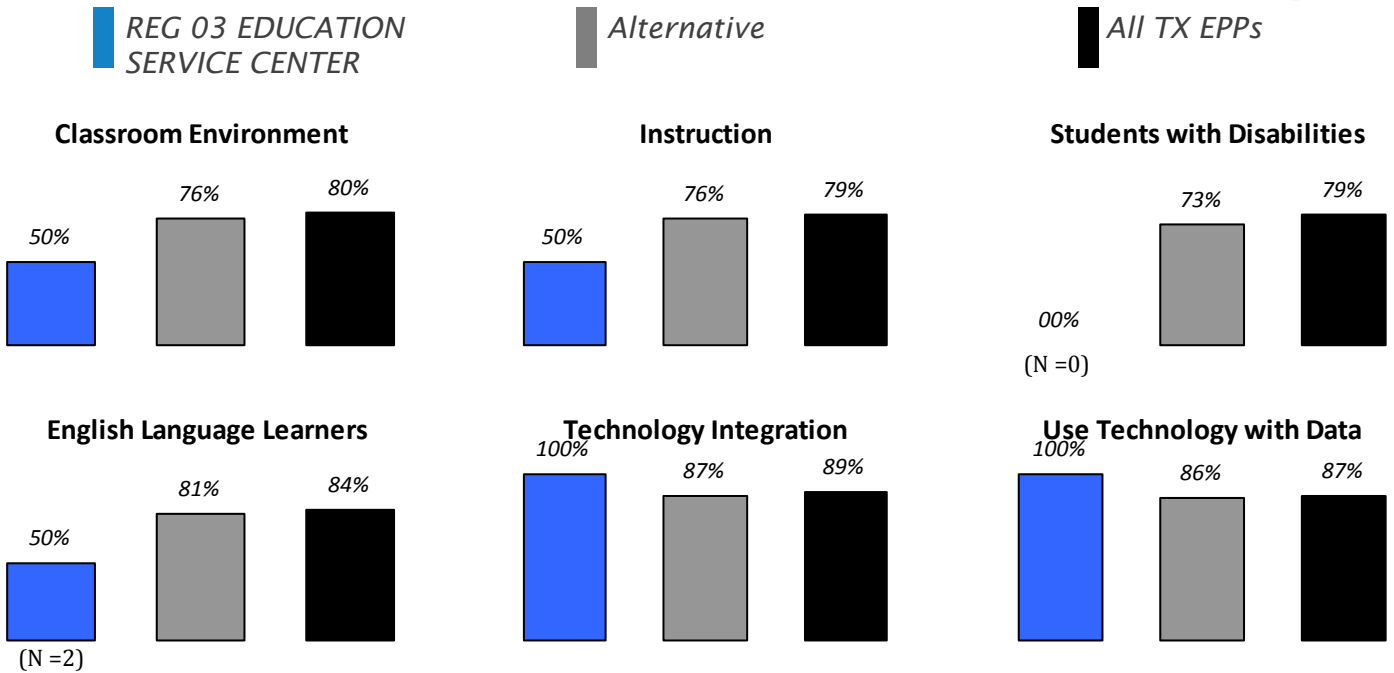 REG 03 EDUCATION
SERVICE CENTER
Alternative
All TX EPPs
Classroom Environment
50%
76%
80%
Instruction
50%
76%
79%
Students with Disabilities
00%
73%
79%
(N =0)
English Language Learners
50%
81%
84%
(N =2)
Technology Integration
100%
87%
89%
Use Technology with Data
100%
86%
87%